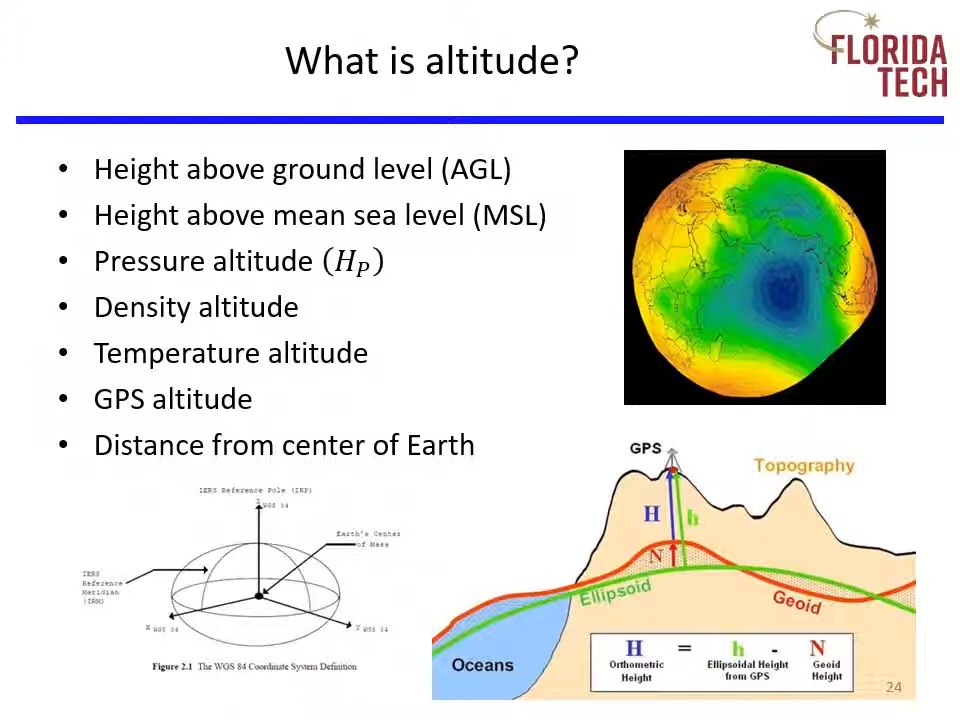 What is altitude?
FLORIDA
TECH
• Height above ground level (AGL)
• Height above mean sea level (MSL)
• Pressure altitude (H_P)
• Density altitude
• Temperature altitude
• GPS altitude
• Distance from center of Earth
IERS Reference Pole (IRP)
Z WGS 84
Earth's Center
of Mass
IERS
Reference
Meridian
(IRM)
X WGS 84
Y WGS 84
Figure 2.1 The WGS 84 Coordinate System Definition
GPS
Topography
H
h
N
Ellipsoid
Geoid
Oceans
H = h - N
Orthometric Height
Ellipsoidal Height from GPS
Geoid Height
24